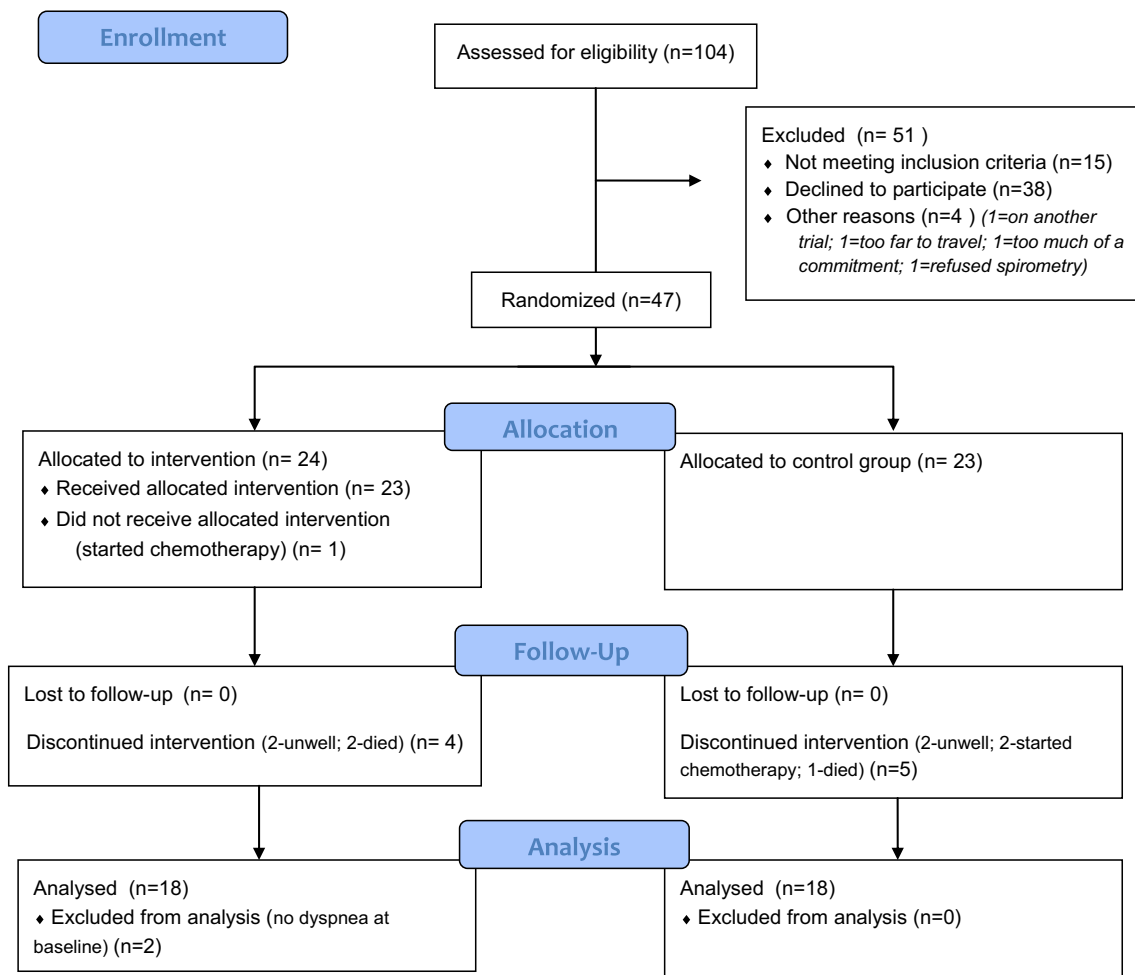 Enrollment
Assessed for eligibility (n=104)
Excluded (n= 51 )
♦ Not meeting inclusion criteria (n=15)
♦ Declined to participate (n=38)
♦ Other reasons (n=4 ) (1=on another
trial; 1=too far to travel; 1=too much of a
commitment; 1=refused spirometry)
Randomized (n=47)
Allocation
Allocated to intervention (n= 24)
♦ Received allocated intervention (n= 23)
♦ Did not receive allocated intervention
(started chemotherapy) (n= 1)
Allocated to control group (n= 23)
Follow-Up
Lost to follow-up (n= 0)
Discontinued intervention (2-unwell; 2-died) (n= 4)
Lost to follow-up (n= 0)
Discontinued intervention (2-unwell; 2-started
chemotherapy; 1-died) (n=5)
Analysis
Analysed (n=18)
♦ Excluded from analysis (no dyspnea at
baseline) (n=2)
Analysed (n=18)
♦ Excluded from analysis (n=0)